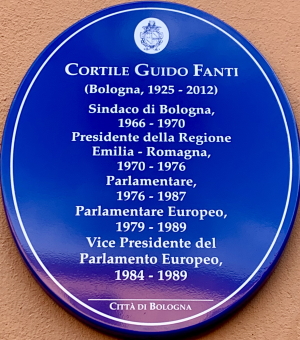 CORTILE GUIDO FANTI
(Bologna, 1925 - 2012)
Sindaco di Bologna,
1966 - 1970
Presidente della Regione
Emilia - Romagna,
1970 - 1976
Parlamentare,
1976 - 1987
Parlamentare Europeo,
1979 - 1989
Vice Presidente del
Parlamento Europeo,
1984 - 1989
CITTÀ DI BOLOGNA